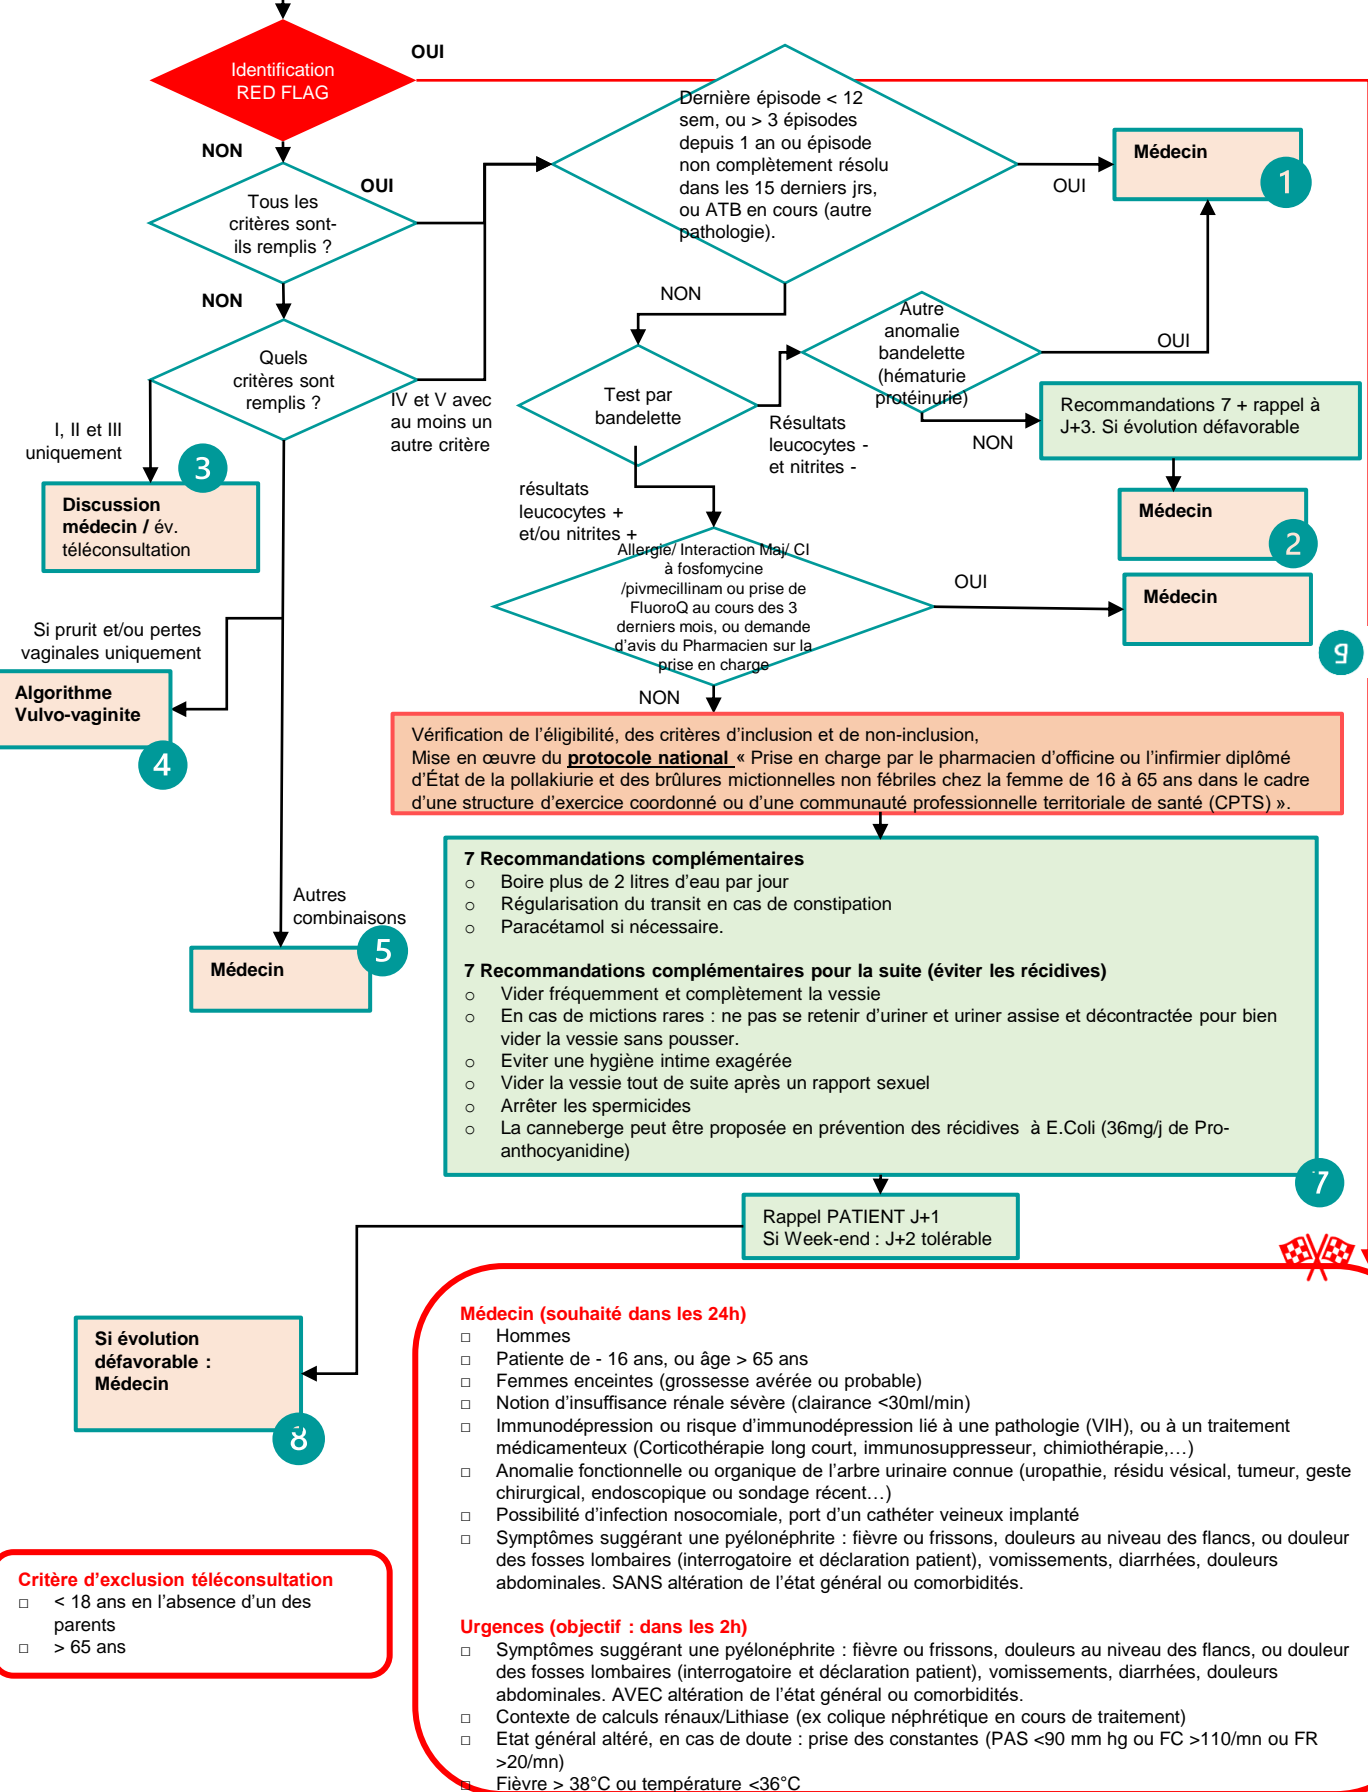 OUI
Identification
RED FLAG
NON
Tous les
critères sont-
ils remplis ?
OUI
NON
Quels
critères sont
remplis ?
I, II et III
uniquement
IV et V avec
au moins un
autre critère
3
Discussion
médecin / év.
téléconsultation
Si prurit et/ou pertes
vaginales uniquement
Algorithme
Vulvo-vaginite
4
Autres
combinaisons
5
Médecin
Dernière épisode < 12
sem, ou > 3 épisodes
depuis 1 an ou épisode
non complètement résolu
dans les 15 derniers jrs,
ou ATB en cours (autre
pathologie).
OUI
Médecin
1
NON
Test par
bandelette
Résultats
leucocytes -
et nitrites -
Autre
anomalie
bandelette
(hématurie
protéinurie)
OUI
NON
Recommandations 7 + rappel à
J+3. Si évolution défavorable
Médecin
2
résultats
leucocytes +
et/ou nitrites +
Allergie/ Interaction Maj/ CI
à fosfomycine
/pivmecillinam ou prise de
FluoroQ au cours des 3
derniers mois, ou demande
d'avis du Pharmacien sur la
prise en charge
OUI
Médecin
9
NON
Vérification de l'éligibilité, des critères d'inclusion et de non-inclusion,
Mise en œuvre du protocole national « Prise en charge par le pharmacien d'officine ou l'infirmier diplômé
d'État de la pollakiurie et des brûlures mictionnelles non fébriles chez la femme de 16 à 65 ans dans le cadre
d'une structure d'exercice coordonné ou d'une communauté professionnelle territoriale de santé (CPTS) ».
7 Recommandations complémentaires
o Boire plus de 2 litres d'eau par jour
o Régularisation du transit en cas de constipation
o Paracétamol si nécessaire.
7 Recommandations complémentaires pour la suite (éviter les récidives)
o Vider fréquemment et complètement la vessie
o En cas de mictions rares : ne pas se retenir d'uriner et uriner assise et décontractée pour bien
vider la vessie sans pousser.
o Eviter une hygiène intime exagérée
o Vider la vessie tout de suite après un rapport sexuel
o Arrêter les spermicides
o La canneberge peut être proposée en prévention des récidives à E.Coli (36mg/j de Pro-
anthocyanidine)
7
Rappel PATIENT J+1
Si Week-end : J+2 tolérable
Si évolution
défavorable :
Médecin
8
Médecin (souhaité dans les 24h)
□ Hommes
□ Patiente de - 16 ans, ou âge > 65 ans
□ Femmes enceintes (grossesse avérée ou probable)
□ Notion d'insuffisance rénale sévère (clairance <30ml/min)
□ Immunodépression ou risque d'immunodépression lié à une pathologie (VIH), ou à un traitement
médicamenteux (Corticothérapie long court, immunosuppresseur, chimiothérapie,…)
□ Anomalie fonctionnelle ou organique de l'arbre urinaire connue (uropathie, résidu vésical, tumeur, geste
chirurgical, endoscopique ou sondage récent…)
□ Possibilité d'infection nosocomiale, port d'un cathéter veineux implanté
□ Symptômes suggérant une pyélonéphrite : fièvre ou frissons, douleurs au niveau des flancs, ou douleur
des fosses lombaires (interrogatoire et déclaration patient), vomissements, diarrhées, douleurs
abdominales. SANS altération de l'état général ou comorbidités.
Urgences (objectif : dans les 2h)
□ Symptômes suggérant une pyélonéphrite : fièvre ou frissons, douleurs au niveau des flancs, ou douleur
des fosses lombaires (interrogatoire et déclaration patient), vomissements, diarrhées, douleurs
abdominales. AVEC altération de l'état général ou comorbidités.
□ Contexte de calculs rénaux/Lithiase (ex colique néphrétique en cours de traitement)
□ Etat général altéré, en cas de doute : prise des constantes (PAS <90 mm hg ou FC >110/mn ou FR
>20/mn)
□ Fièvre > 38°C ou température <36°C
Critère d'exclusion téléconsultation
□ < 18 ans en l'absence d'un des
parents
□ > 65 ans